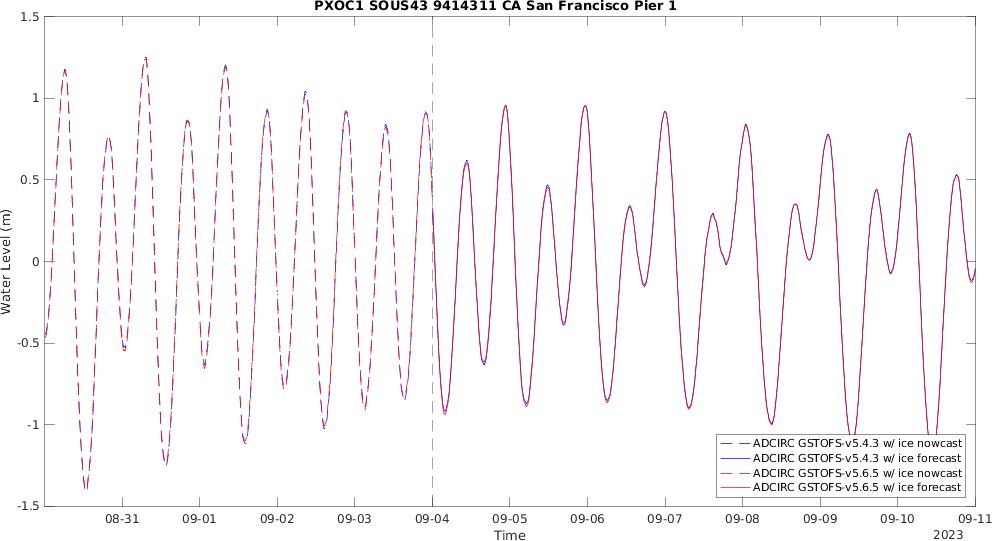 PXOC1 SOUS43 9414311 CA San Francisco Pier 1
1.5
1
0.5
0
-0.5
-1
-1.5
Water Level (m)
ADCIRC GSTOFS-v5.4.3 w/ ice nowcast
ADCIRC GSTOFS-v5.4.3 w/ ice forecast
ADCIRC GSTOFS-v5.6.5 w/ ice nowcast
ADCIRC GSTOFS-v5.6.5 w/ ice forecast
08-31 09-01 09-02 09-03 09-04 09-05 09-06 09-07 09-08 09-09 09-10 09-11
Time
2023